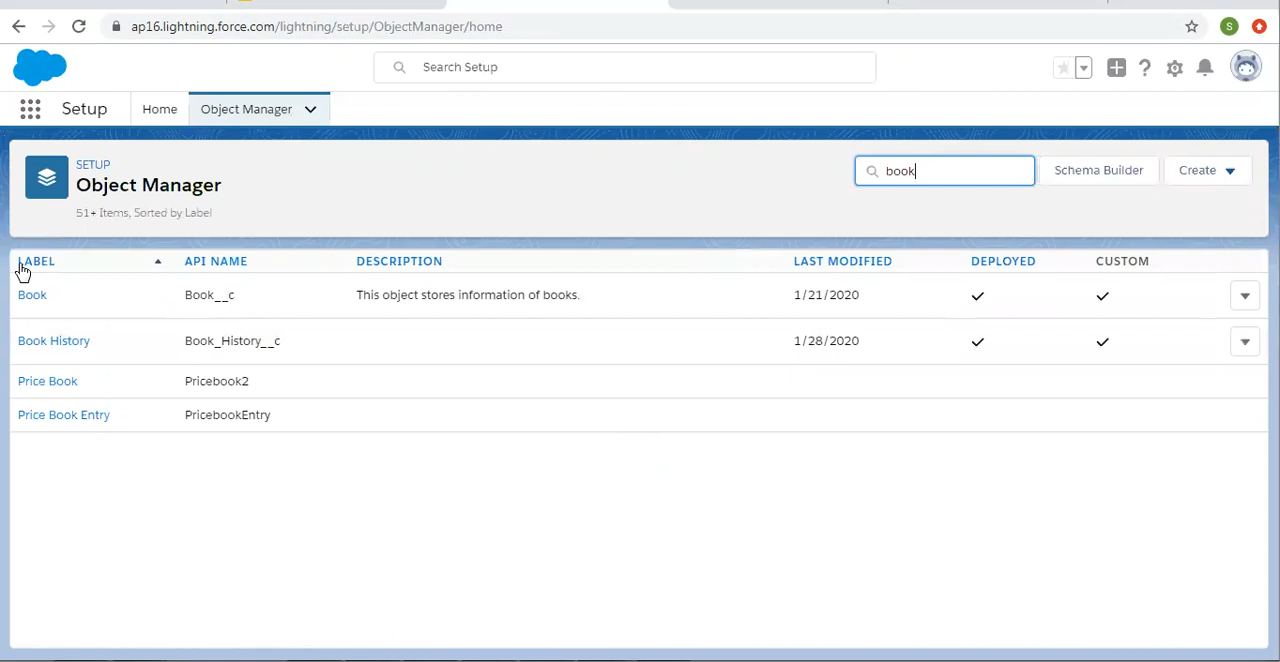 ap16.lightning.force.com/lightning/setup/ObjectManager/home
S
Search Setup
Setup
Home
Object Manager
SETUP
Object Manager
51+ Items, Sorted by Label
book
Schema Builder
Create
LABEL
API NAME
DESCRIPTION
LAST MODIFIED
DEPLOYED
CUSTOM
Book
Book__c
This object stores information of books.
1/21/2020
Book History
Book_History__c
1/28/2020
Price Book
Pricebook2
Price Book Entry
PricebookEntry